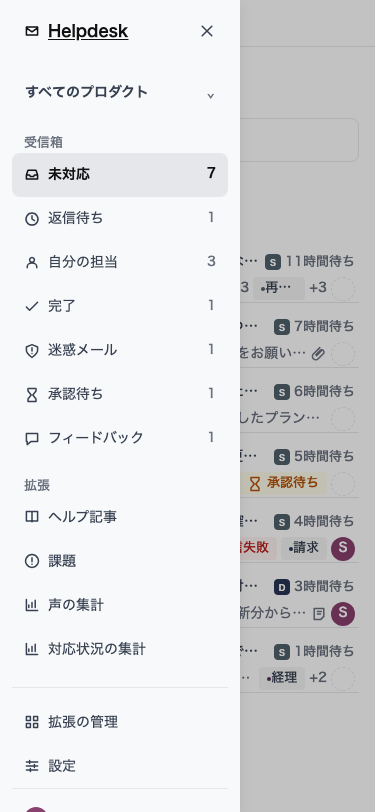 Helpdesk
すべてのプロダクト
受信箱
未対応 7
返信待ち 1
自分の担当 3
完了 1
迷惑メール 1
承認待ち 1
フィードバック 1
拡張
ヘルプ記事
課題
声の集計
対応状況の集計
拡張の管理
設定
… S 11時間待ち
3 •再… +3
… S 7時間待ち
をお願い…
… S 6時間待ち
したプラン…
… S 5時間待ち
承認待ち
… S 4時間待ち
失敗 •請求 S
… D 3時間待ち
新分から… S
… S 1時間待ち
… •経理 +2